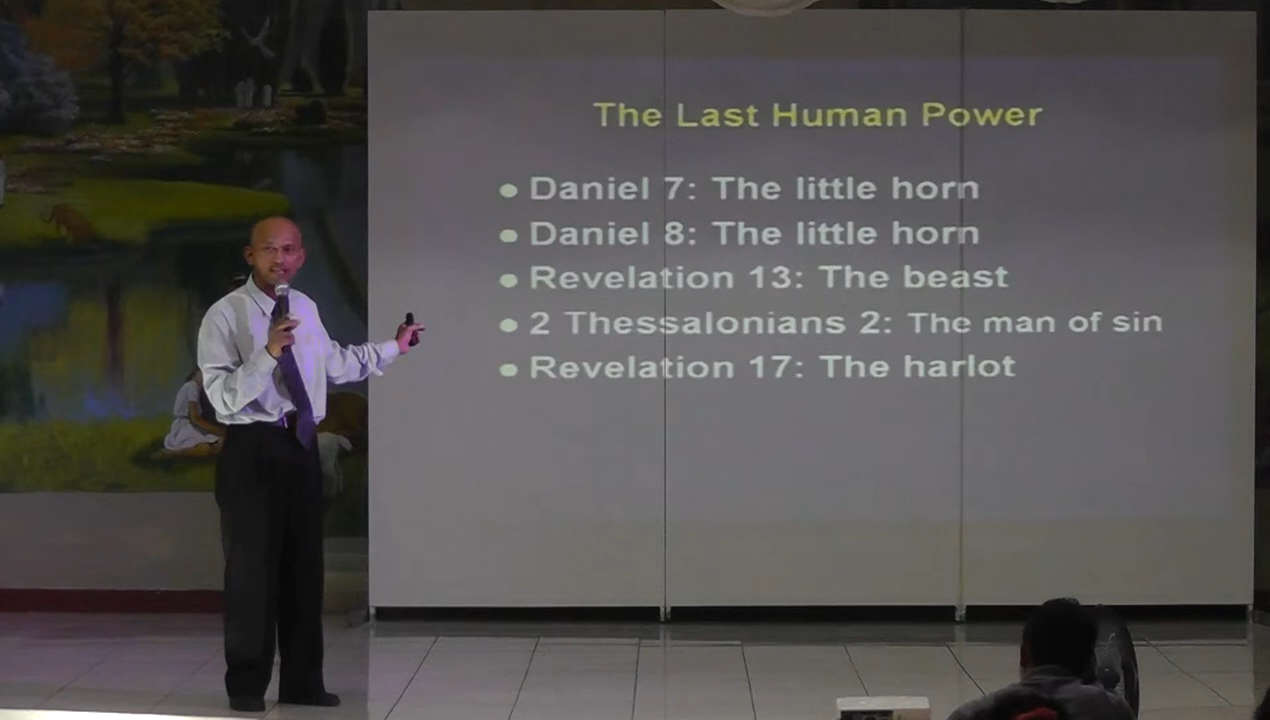 The Last Human Power
• Daniel 7: The little horn
• Daniel 8: The little horn
• Revelation 13: The beast
• 2 Thessalonians 2: The man of sin
• Revelation 17: The harlot